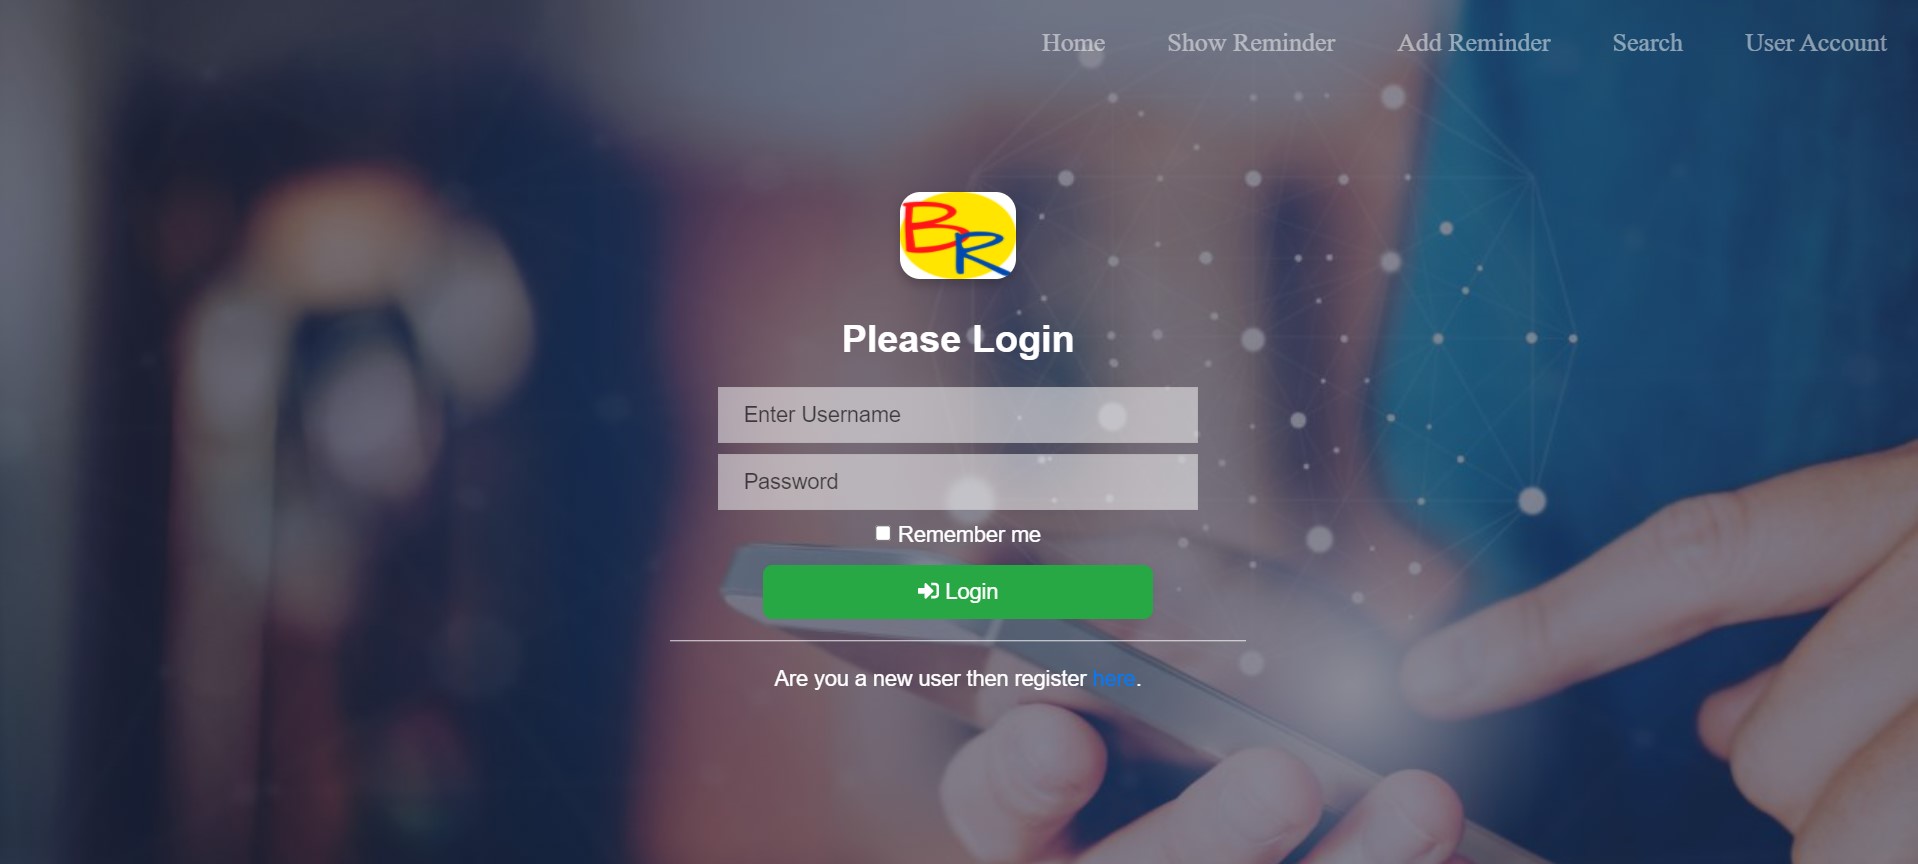 Home Show Reminder Add Reminder Search User Account
BR
Please Login
Enter Username
Password
Remember me
Login
Are you a new user then register here.